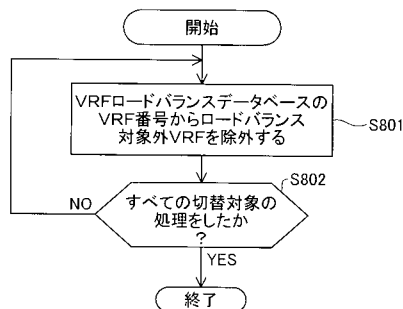 開始
VRFロードバランスデータベースの
VRF番号からロードバランス
対象外VRFを除外する
S801
S802
すべての切替対象の
処理をしたか
?
NO
YES
終了